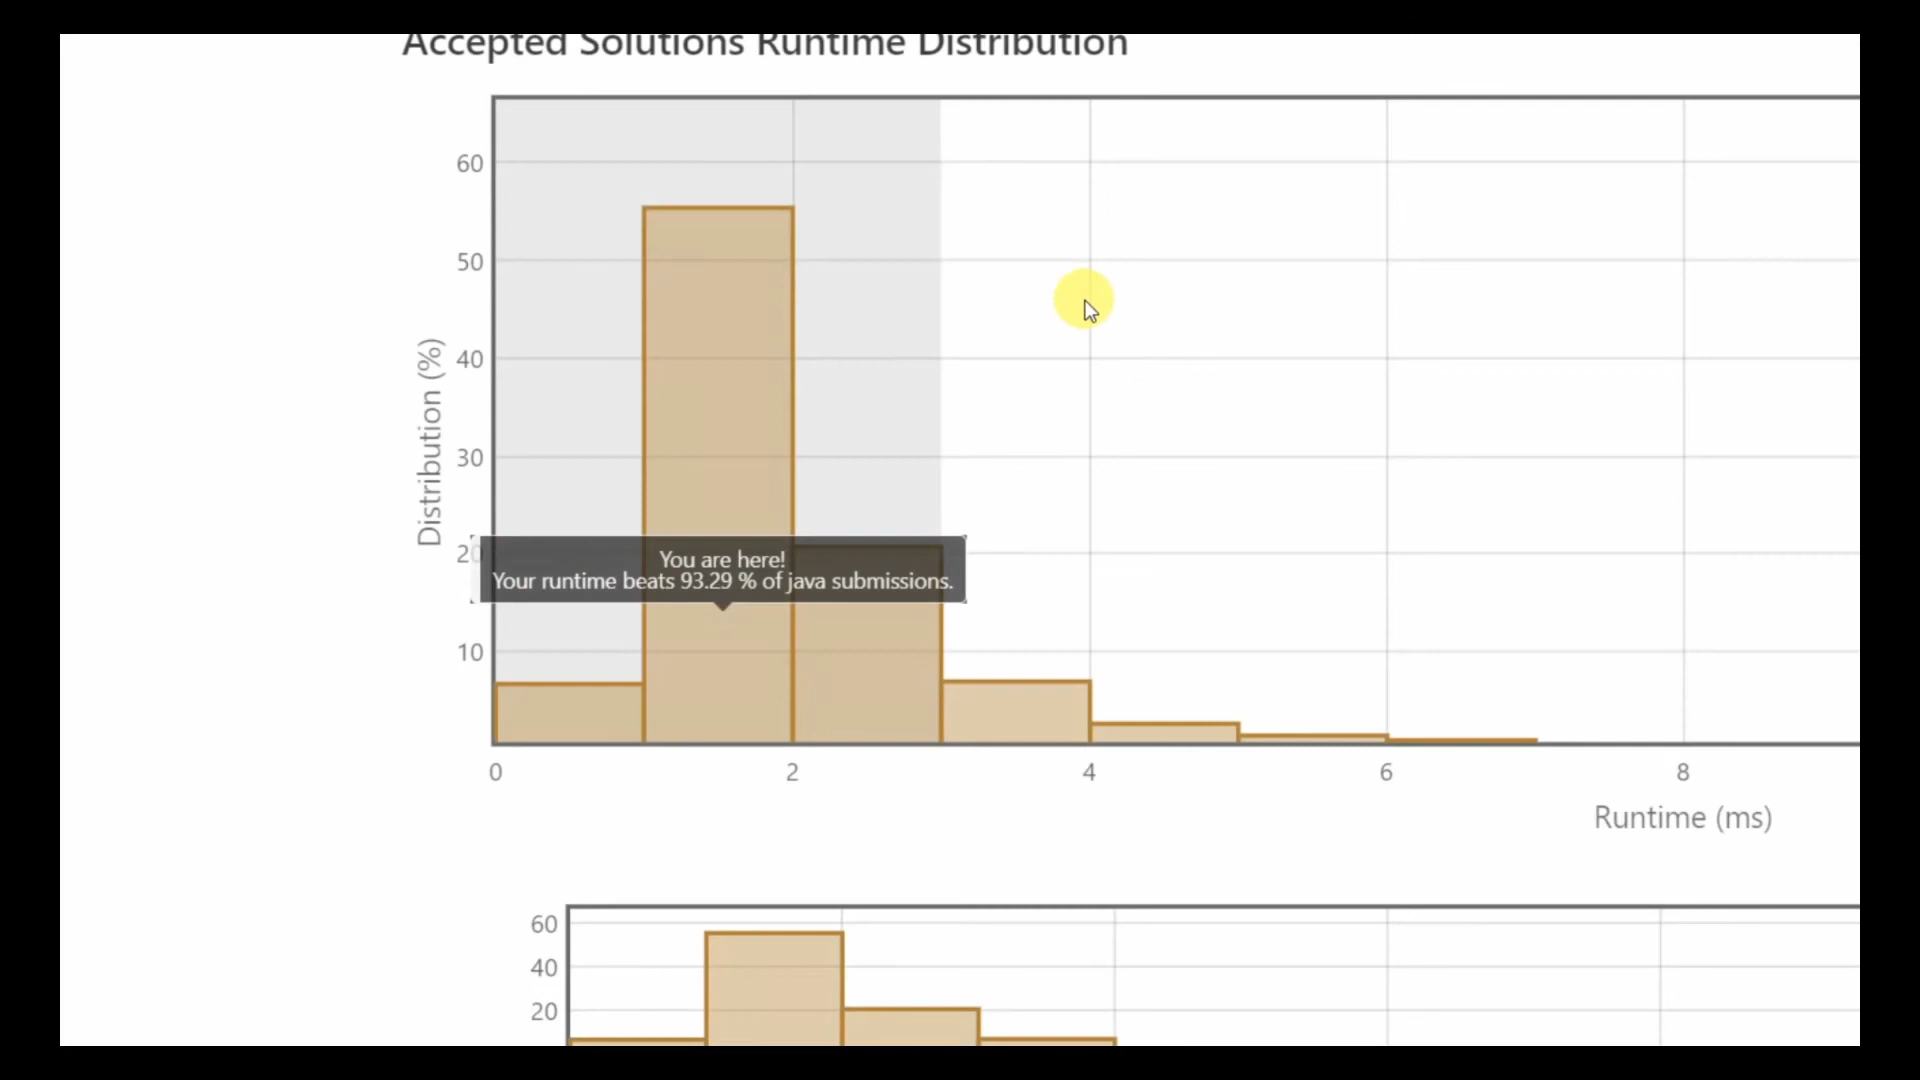 Accepted Solutions Runtime Distribution
60
50
40
Distribution (%)
30
20
You are here!
Your runtime beats 93.29 % of java submissions.
10
0
2
4
6
8
Runtime (ms)
60
40
20